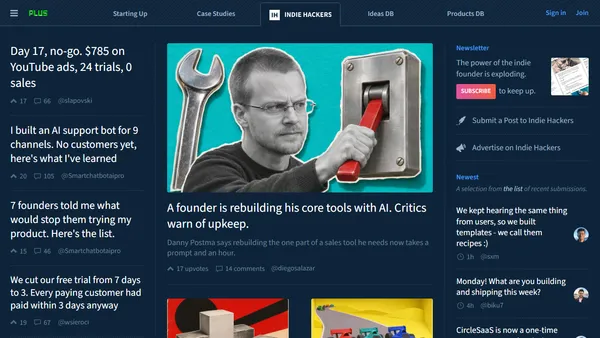 PLUS
Starting Up
Case Studies
IH INDIE HACKERS
Ideas DB
Products DB
Sign in
Join
Day 17, no-go. $785 on
YouTube ads, 24 trials, 0
sales
17 66 @slapovski
I built an AI support bot for 9
channels. No customers yet,
here's what I've learned
20 105 @Smartchatbotaipro
7 founders told me what
would stop them trying my
product. Here's the list.
15 46 @Smartchatbotaipro
We cut our free trial from 7 days
to 3. Every paying customer had
paid within 3 days anyway
19 67 @wsieroci
A founder is rebuilding his core tools with AI. Critics
warn of upkeep.
Danny Postma says rebuilding the one part of a sales tool he needs now takes a
prompt and an hour.
17 upvotes 14 comments @diegosalazar
Newsletter
The power of the indie
founder is exploding.
SUBSCRIBE to keep up.
Submit a Post to Indie Hackers
Advertise on Indie Hackers
Newest
A selection from the list of recent submissions.
We kept hearing the same thing
from users, so we built
templates - we call them
recipes :)
1h @sxm
Monday! What are you building
and shipping this week?
4h @ibiku7
CircleSaaS is now a one-time